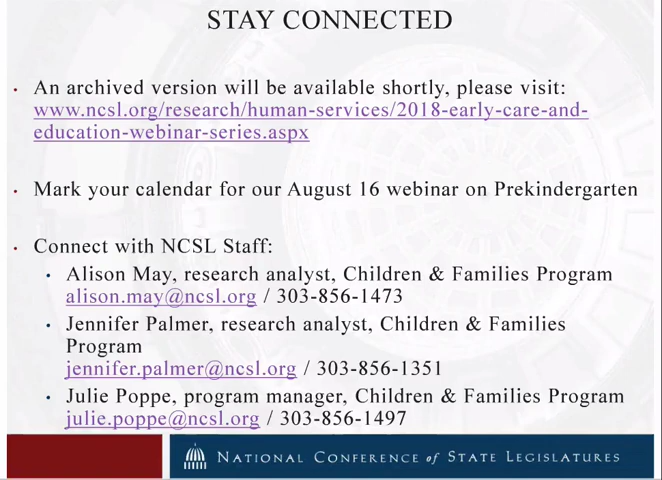 STAY CONNECTED
• An archived version will be available shortly, please visit:
www.ncsl.org/research/human-services/2018-early-care-and-
education-webinar-series.aspx
• Mark your calendar for our August 16 webinar on Prekindergarten
• Connect with NCSL Staff:
• Alison May, research analyst, Children & Families Program
alison.may@ncsl.org / 303-856-1473
• Jennifer Palmer, research analyst, Children & Families
Program
jennifer.palmer@ncsl.org / 303-856-1351
• Julie Poppe, program manager, Children & Families Program
julie.poppe@ncsl.org / 303-856-1497
NATIONAL CONFERENCE of STATE LEGISLATURES